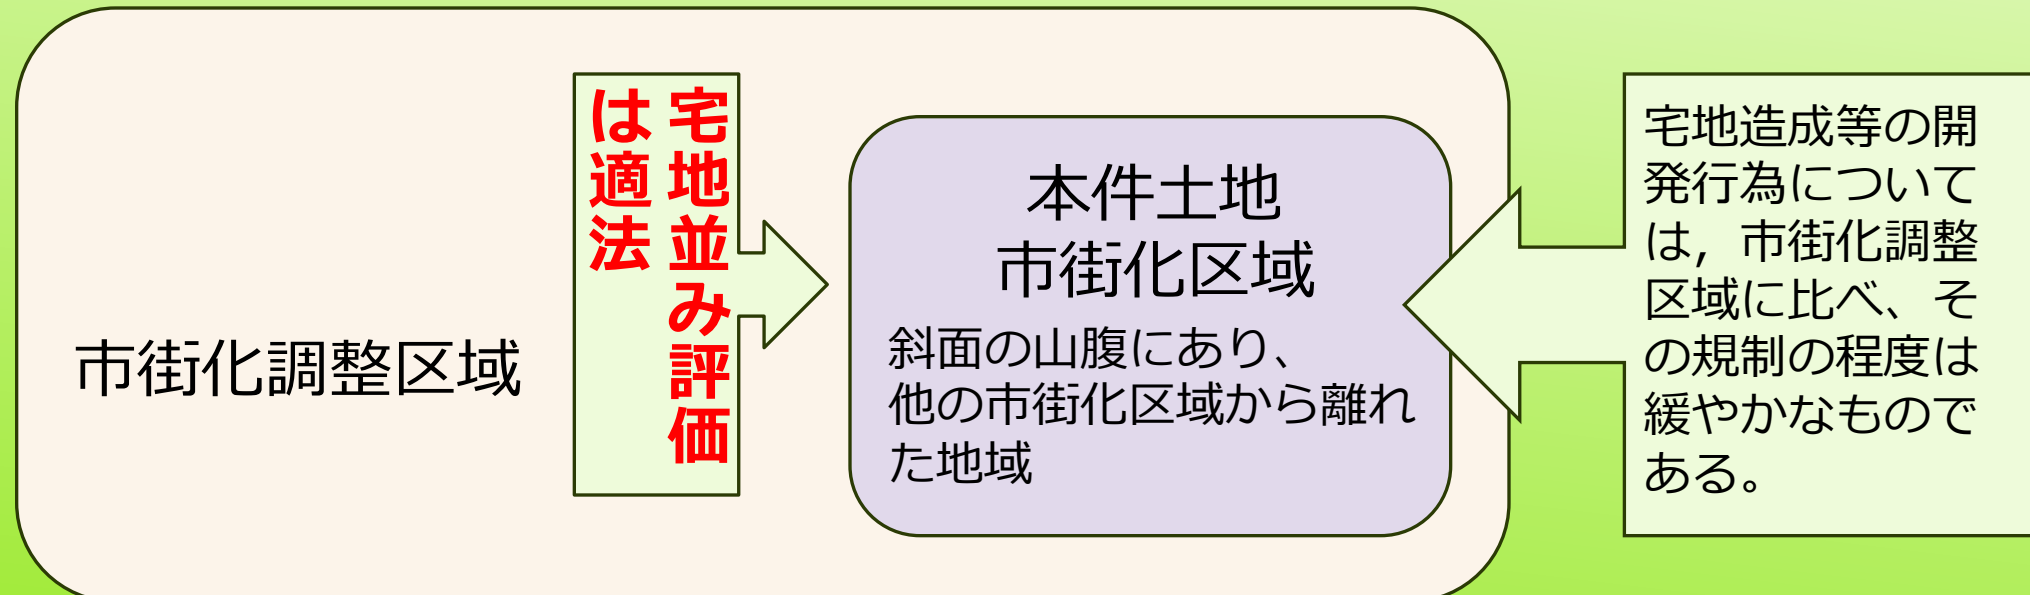 市街化調整区域
宅地並み評価
は適法
本件土地
市街化区域
斜面の山腹にあり、
他の市街化区域から離れ
た地域
宅地造成等の開
発行為について
は，市街化調整
区域に比べ、そ
の規制の程度は
緩やかなもので
ある。